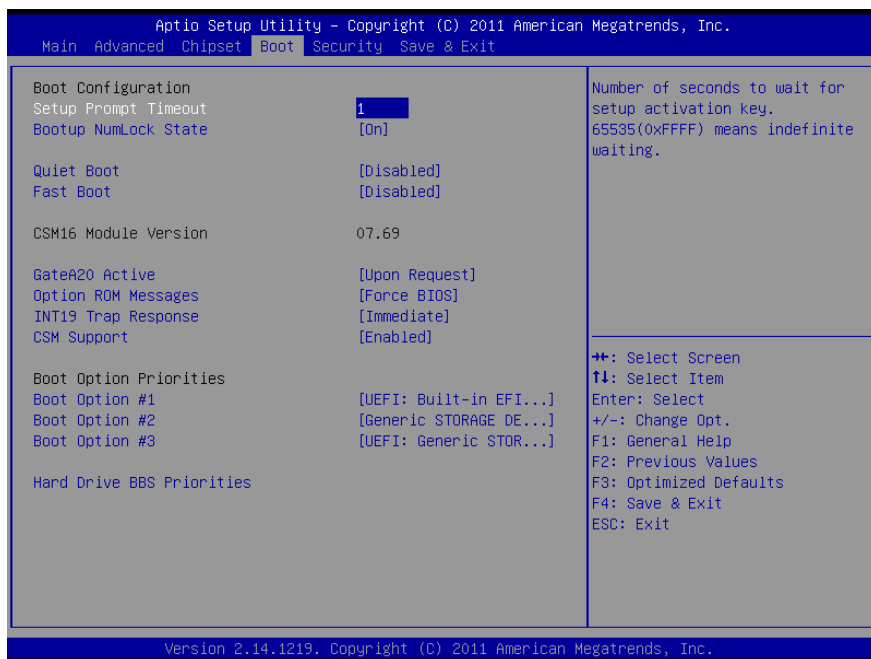 Aptio Setup Utility – Copyright (C) 2011 American Megatrends, Inc.
Main Advanced Chipset Boot Security Save & Exit
Boot Configuration
Setup Prompt Timeout 1
Bootup NumLock State [On]
Quiet Boot [Disabled]
Fast Boot [Disabled]
CSM16 Module Version 07.69
GateA20 Active [Upon Request]
Option ROM Messages [Force BIOS]
INT19 Trap Response [Immediate]
CSM Support [Enabled]
Boot Option Priorities
Boot Option #1 [UEFI: Built-in EFI...]
Boot Option #2 [Generic STORAGE DE...]
Boot Option #3 [UEFI: Generic STOR...]
Hard Drive BBS Priorities
Number of seconds to wait for
setup activation key.
65535(0xFFFF) means indefinite
waiting.
→←: Select Screen
↑↓: Select Item
Enter: Select
+/-: Change Opt.
F1: General Help
F2: Previous Values
F3: Optimized Defaults
F4: Save & Exit
ESC: Exit
Version 2.14.1219. Copyright (C) 2011 American Megatrends, Inc.